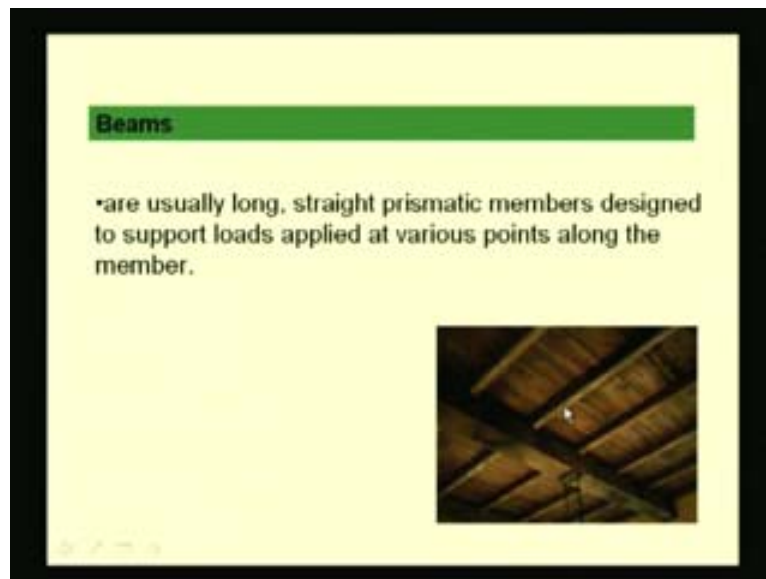 Beams
•are usually long, straight prismatic members designed
to support loads applied at various points along the
member.